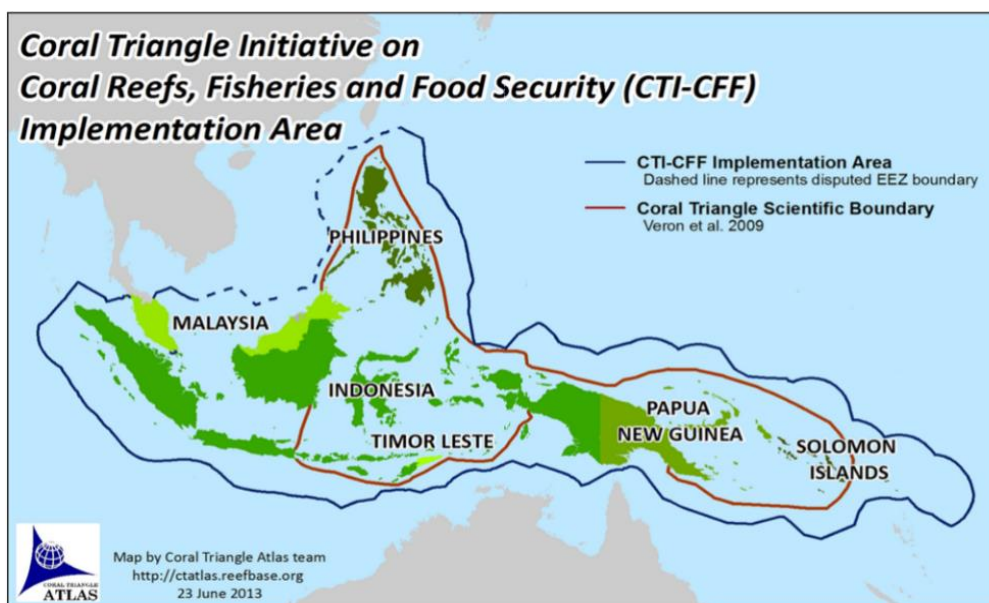 Coral Triangle Initiative on
Coral Reefs, Fisheries and Food Security (CTI-CFF)
Implementation Area
CTI-CFF Implementation Area
Dashed line represents disputed EEZ boundary
Coral Triangle Scientific Boundary
Veron et al. 2009
PHILIPPINES
MALAYSIA
INDONESIA
PAPUA
NEW GUINEA
TIMOR LESTE
SOLOMON
ISLANDS
CORAL TRIANGLE
ATLAS
Map by Coral Triangle Atlas team
http://ctatlas.reefbase.org
23 June 2013